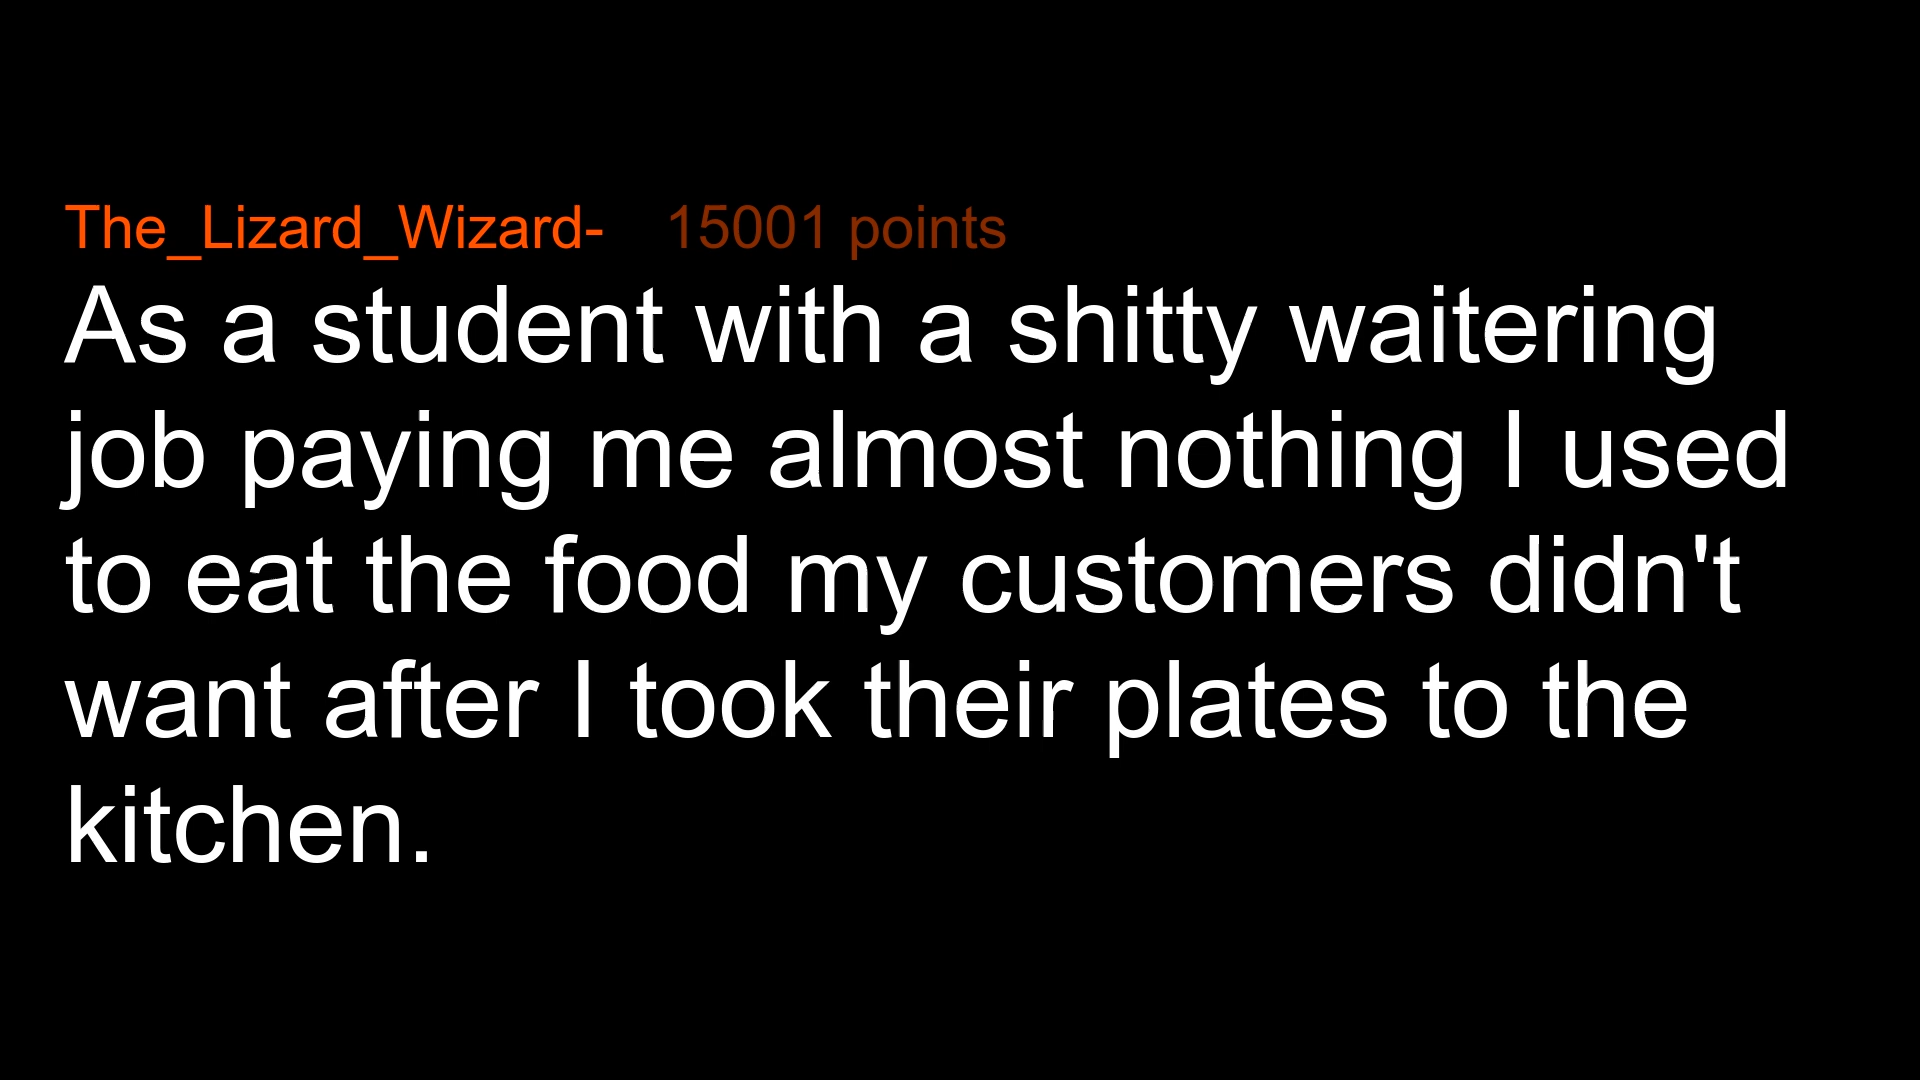 The_Lizard_Wizard- 15001 points
As a student with a shitty waitering
job paying me almost nothing I used
to eat the food my customers didn't
want after I took their plates to the
kitchen.